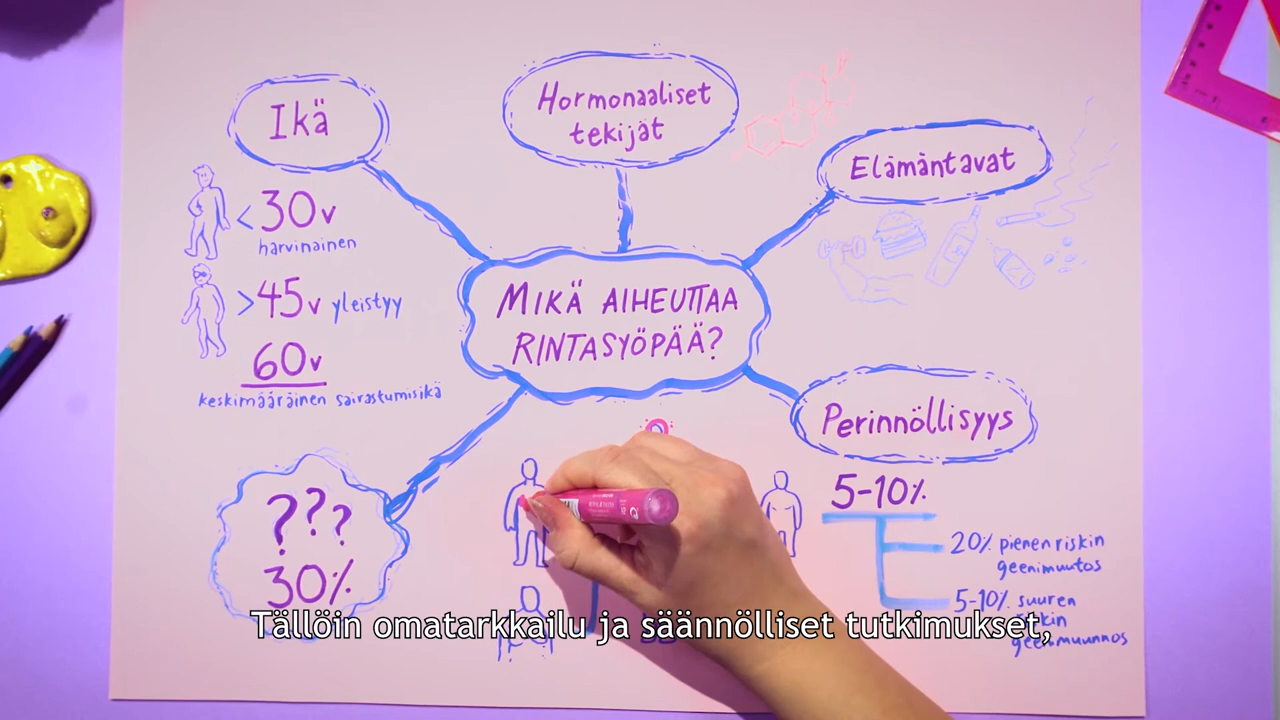 Ikä
< 30v
harvinainen
> 45v yleistyy
60v
keskimääräinen sairastumisikä
Hormonaaliset
tekijät
Elämäntavat
MIKÄ AIHEUTTAA
RINTASYÖPÄÄ?
Perinnöllisyys
5-10%
20% pienen riskin
geenimuutos
5-10% suuren
geenimuunnos
???
30%
Tällöin omatarkkailu ja säännölliset tutkimukset,